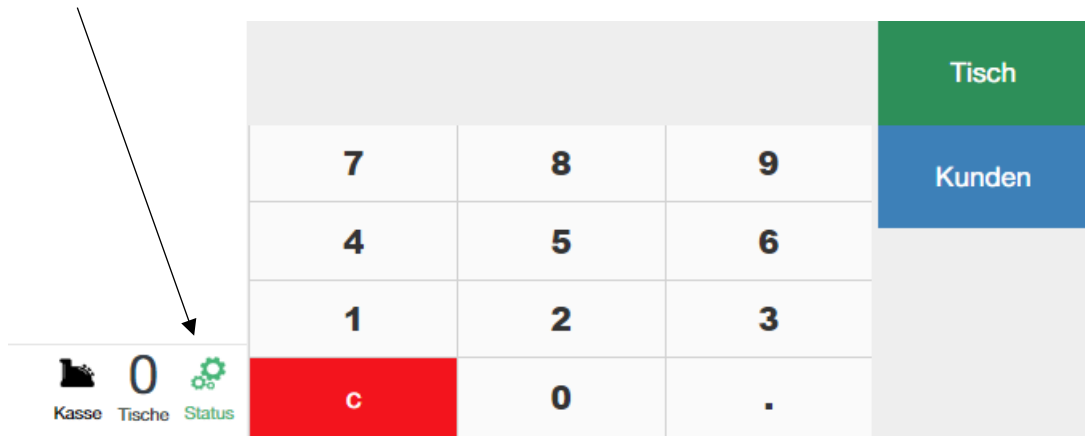 Tisch
7 8 9
Kunden
4 5 6
1 2 3
0
Kasse Tische Status
C 0 .